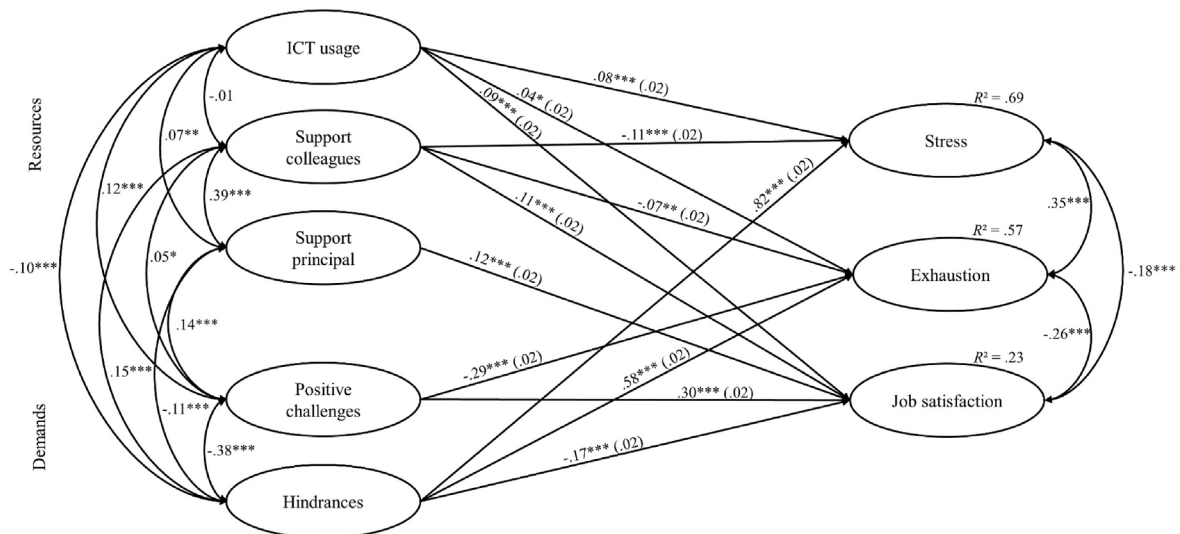 ICT usage
.08*** (.02)
R² = .69
Resources
-.01
.04* (.02)
.09*** (.02)
Support
colleagues
-.11*** (.02)
Stress
.07**
.12***
.39***
.82*** (.02)
.35***
-.07** (.02)
.11*** (.02)
R² = .57
Support
principal
.05*
-.10***
.12*** (.02)
Exhaustion
-.18***
.14***
-.26***
R² = .23
.15***
-.11***
Positive
challenges
-.29*** (.02)
.58*** (.02)
.30*** (.02)
Job satisfaction
Demands
-.38***
-.17*** (.02)
Hindrances